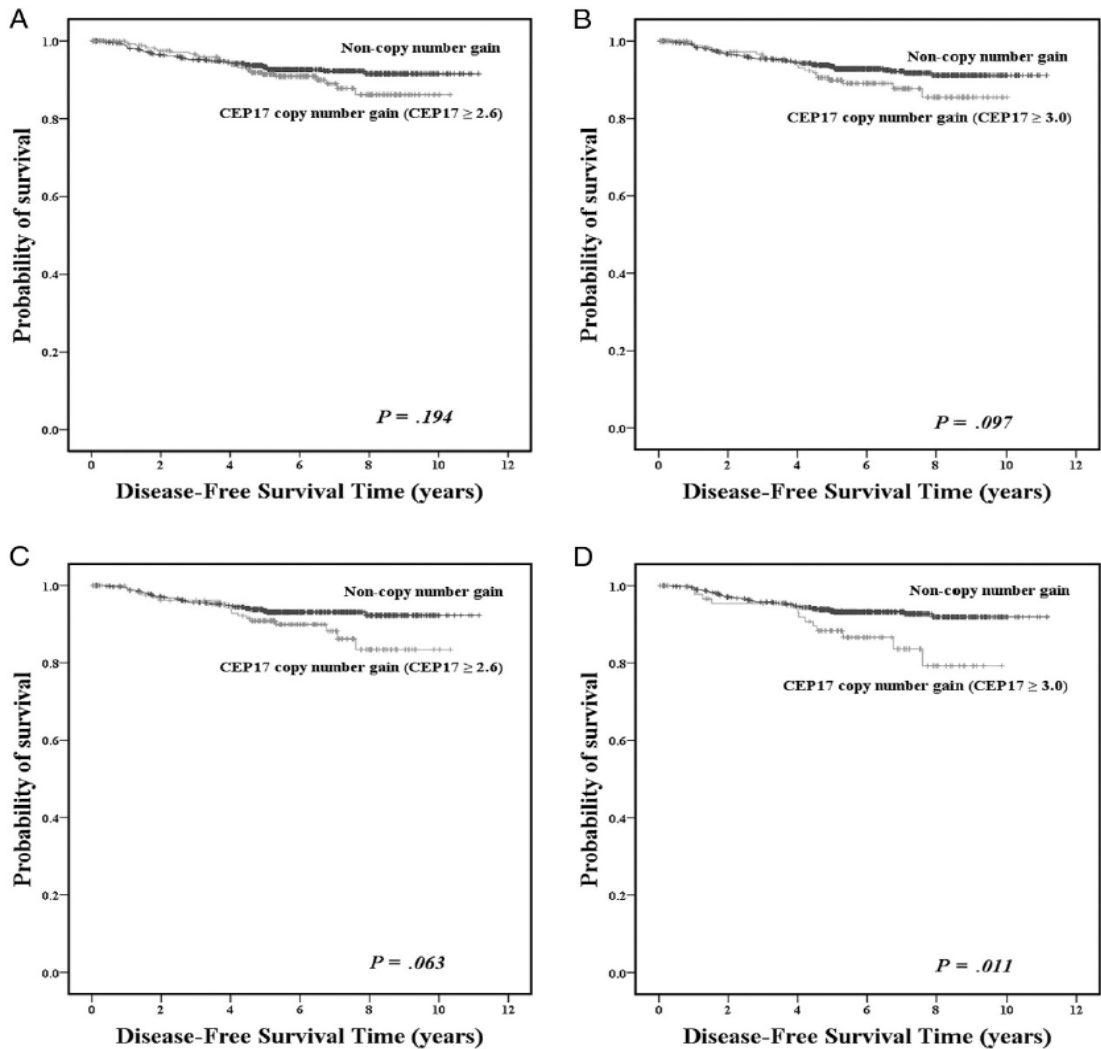 A
Probability of survival
1.0
0.8
0.6
0.4
0.2
0.0
Non-copy number gain
CEP17 copy number gain (CEP17 ≥ 2.6)
P = .194
0 2 4 6 8 10 12
Disease-Free Survival Time (years)
B
Probability of survival
1.0
0.8
0.6
0.4
0.2
0.0
Non-copy number gain
CEP17 copy number gain (CEP17 ≥ 3.0)
P = .097
0 2 4 6 8 10 12
Disease-Free Survival Time (years)
C
Probability of survival
1.0
0.8
0.6
0.4
0.2
0.0
Non-copy number gain
CEP17 copy number gain (CEP17 ≥ 2.6)
P = .063
0 2 4 6 8 10 12
Disease-Free Survival Time (years)
D
Probability of survival
1.0
0.8
0.6
0.4
0.2
0.0
Non-copy number gain
CEP17 copy number gain (CEP17 ≥ 3.0)
P = .011
0 2 4 6 8 10 12
Disease-Free Survival Time (years)